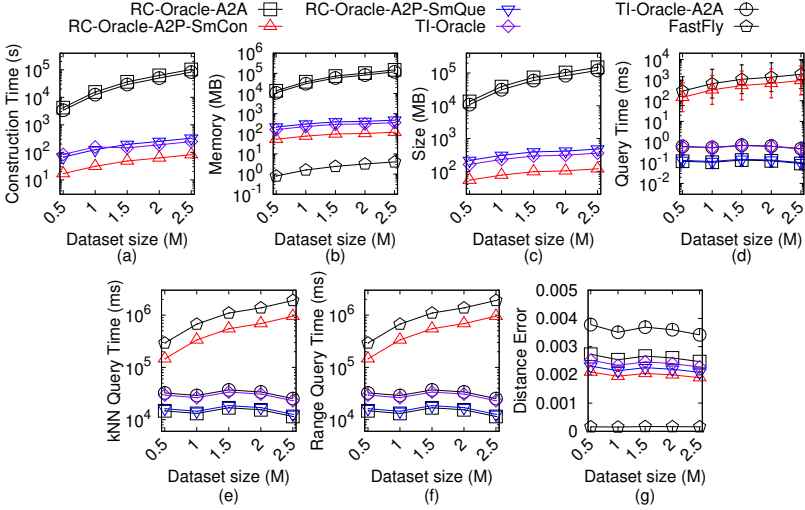 RC-Oracle-A2A
RC-Oracle-A2P-SmCon
RC-Oracle-A2P-SmQue
TI-Oracle
TI-Oracle-A2A
FastFly
Construction Time (s)
10^5
10^4
10^3
10^2
10^1
0.5 1 1.5 2 2.5
Dataset size (M)
(a)
Memory (MB)
10^6
10^5
10^4
10^3
10^2
10^1
10^0
10^-1
0.5 1 1.5 2 2.5
Dataset size (M)
(b)
Size (MB)
10^5
10^4
10^3
10^2
0.5 1 1.5 2 2.5
Dataset size (M)
(c)
Query Time (ms)
10^4
10^3
10^2
10^1
10^0
10^-1
10^-2
0.5 1 1.5 2 2.5
Dataset size (M)
(d)
kNN Query Time (ms)
10^6
10^5
10^4
0.5 1 1.5 2 2.5
Dataset size (M)
(e)
Range Query Time (ms)
10^6
10^5
10^4
0.5 1 1.5 2 2.5
Dataset size (M)
(f)
Distance Error
0.005
0.004
0.003
0.002
0.001
0
0.5 1 1.5 2 2.5
Dataset size (M)
(g)